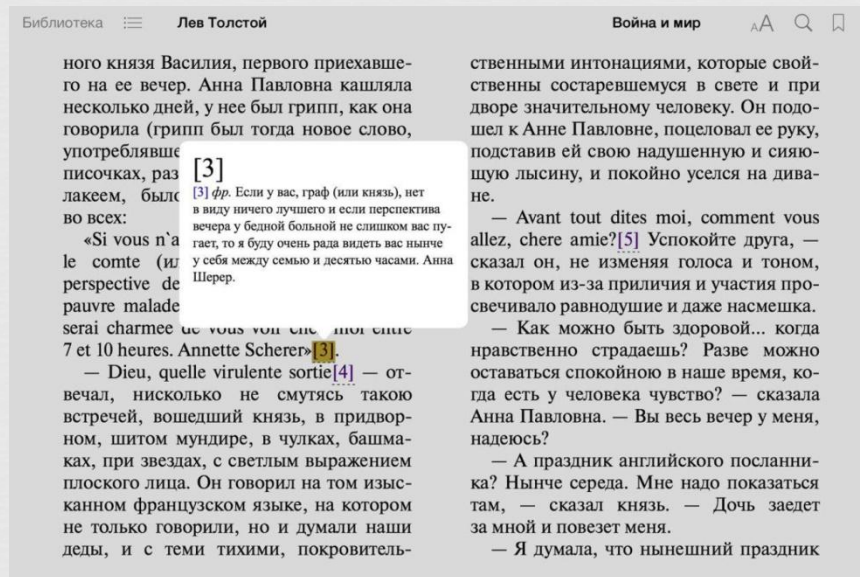 Библиотека
Лев Толстой
Война и мир
AA
ного князя Василия, первого приехавше-
го на ее вечер. Анна Павловна кашляла
несколько дней, у нее был грипп, как она
говорила (грипп был тогда новое слово,
употреблявше
писочках, раз
лакеем, было
во всех:
«Si vous n`a
le comte (ил
perspective de
pauvre malade
serai charmee de vous voir chez moi entre
7 et 10 heures. Annette Scherer»[3].
— Dieu, quelle virulente sortie[4] — от-
вечал, нисколько не смутясь такою
встречей, вошедший князь, в придвор-
ном, шитом мундире, в чулках, башма-
ках, при звездах, с светлым выражением
плоского лица. Он говорил на том изыс-
канном французском языке, на котором
не только говорили, но и думали наши
деды, и с теми тихими, покровитель-
[3]
[3] фр. Если у вас, граф (или князь), нет
в виду ничего лучшего и если перспектива
вечера у бедной больной не слишком вас пу-
гает, то я буду очень рада видеть вас нынче
у себя между семью и десятью часами. Анна
Шерер.
ственными интонациями, которые свой-
ственны состаревшемуся в свете и при
дворе значительному человеку. Он подо-
шел к Анне Павловне, поцеловал ее руку,
подставив ей свою надушенную и сияю-
щую лысину, и покойно уселся на дива-
не.
— Avant tout dites moi, comment vous
allez, chere amie?[5] Успокойте друга, —
сказал он, не изменяя голоса и тоном,
в котором из-за приличия и участия про-
свечивало равнодушие и даже насмешка.
— Как можно быть здоровой... когда
нравственно страдаешь? Разве можно
оставаться спокойною в наше время, ко-
гда есть у человека чувство? — сказала
Анна Павловна. — Вы весь вечер у меня,
надеюсь?
— А праздник английского посланни-
ка? Нынче середа. Мне надо показаться
там, — сказал князь. — Дочь заедет
за мной и повезет меня.
— Я думала, что нынешний праздник